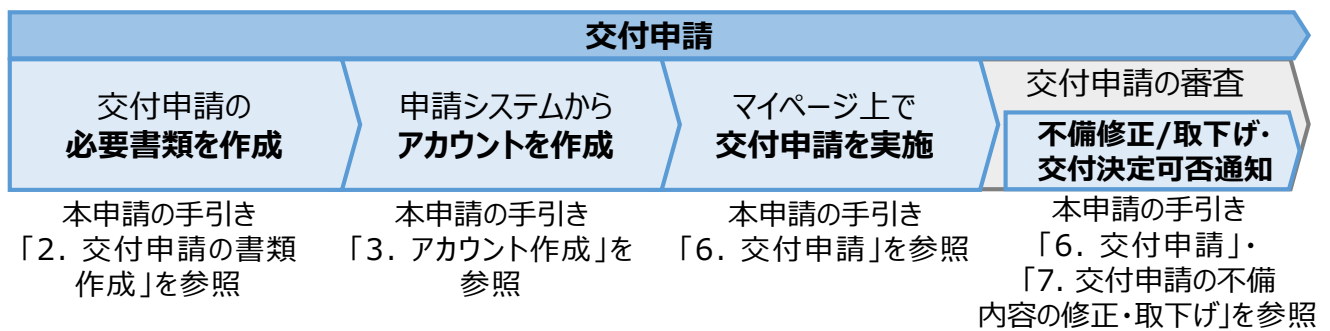 交付申請
交付申請の
必要書類を作成
申請システムから
アカウントを作成
マイページ上で
交付申請を実施
交付申請の審査
不備修正/取下げ・
交付決定可否通知
本申請の手引き
「2. 交付申請の書類
作成」を参照
本申請の手引き
「3. アカウント作成」を
参照
本申請の手引き
「6. 交付申請」を参照
本申請の手引き
「6. 交付申請」・
「7. 交付申請の不備
内容の修正・取下げ」を参照